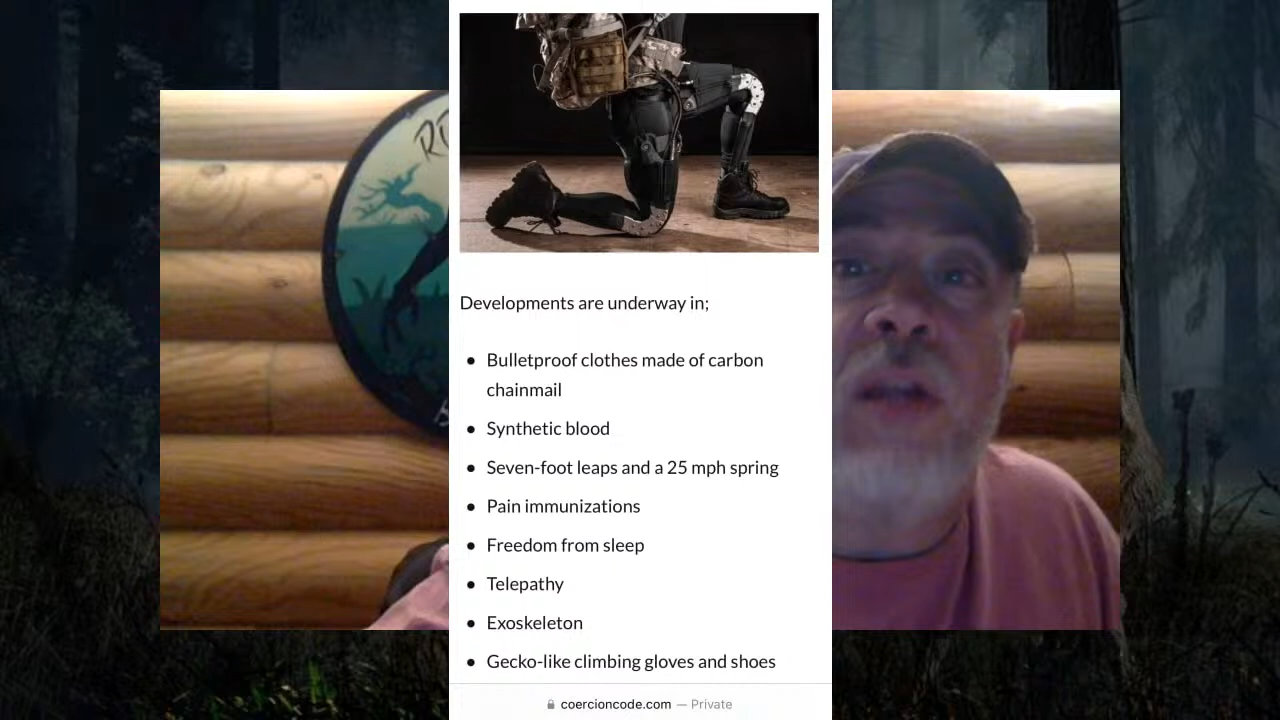 Developments are underway in;
● Bulletproof clothes made of carbon
chainmail
● Synthetic blood
● Seven-foot leaps and a 25 mph spring
● Pain immunizations
● Freedom from sleep
● Telepathy
● Exoskeleton
● Gecko-like climbing gloves and shoes
coercioncode.com — Private